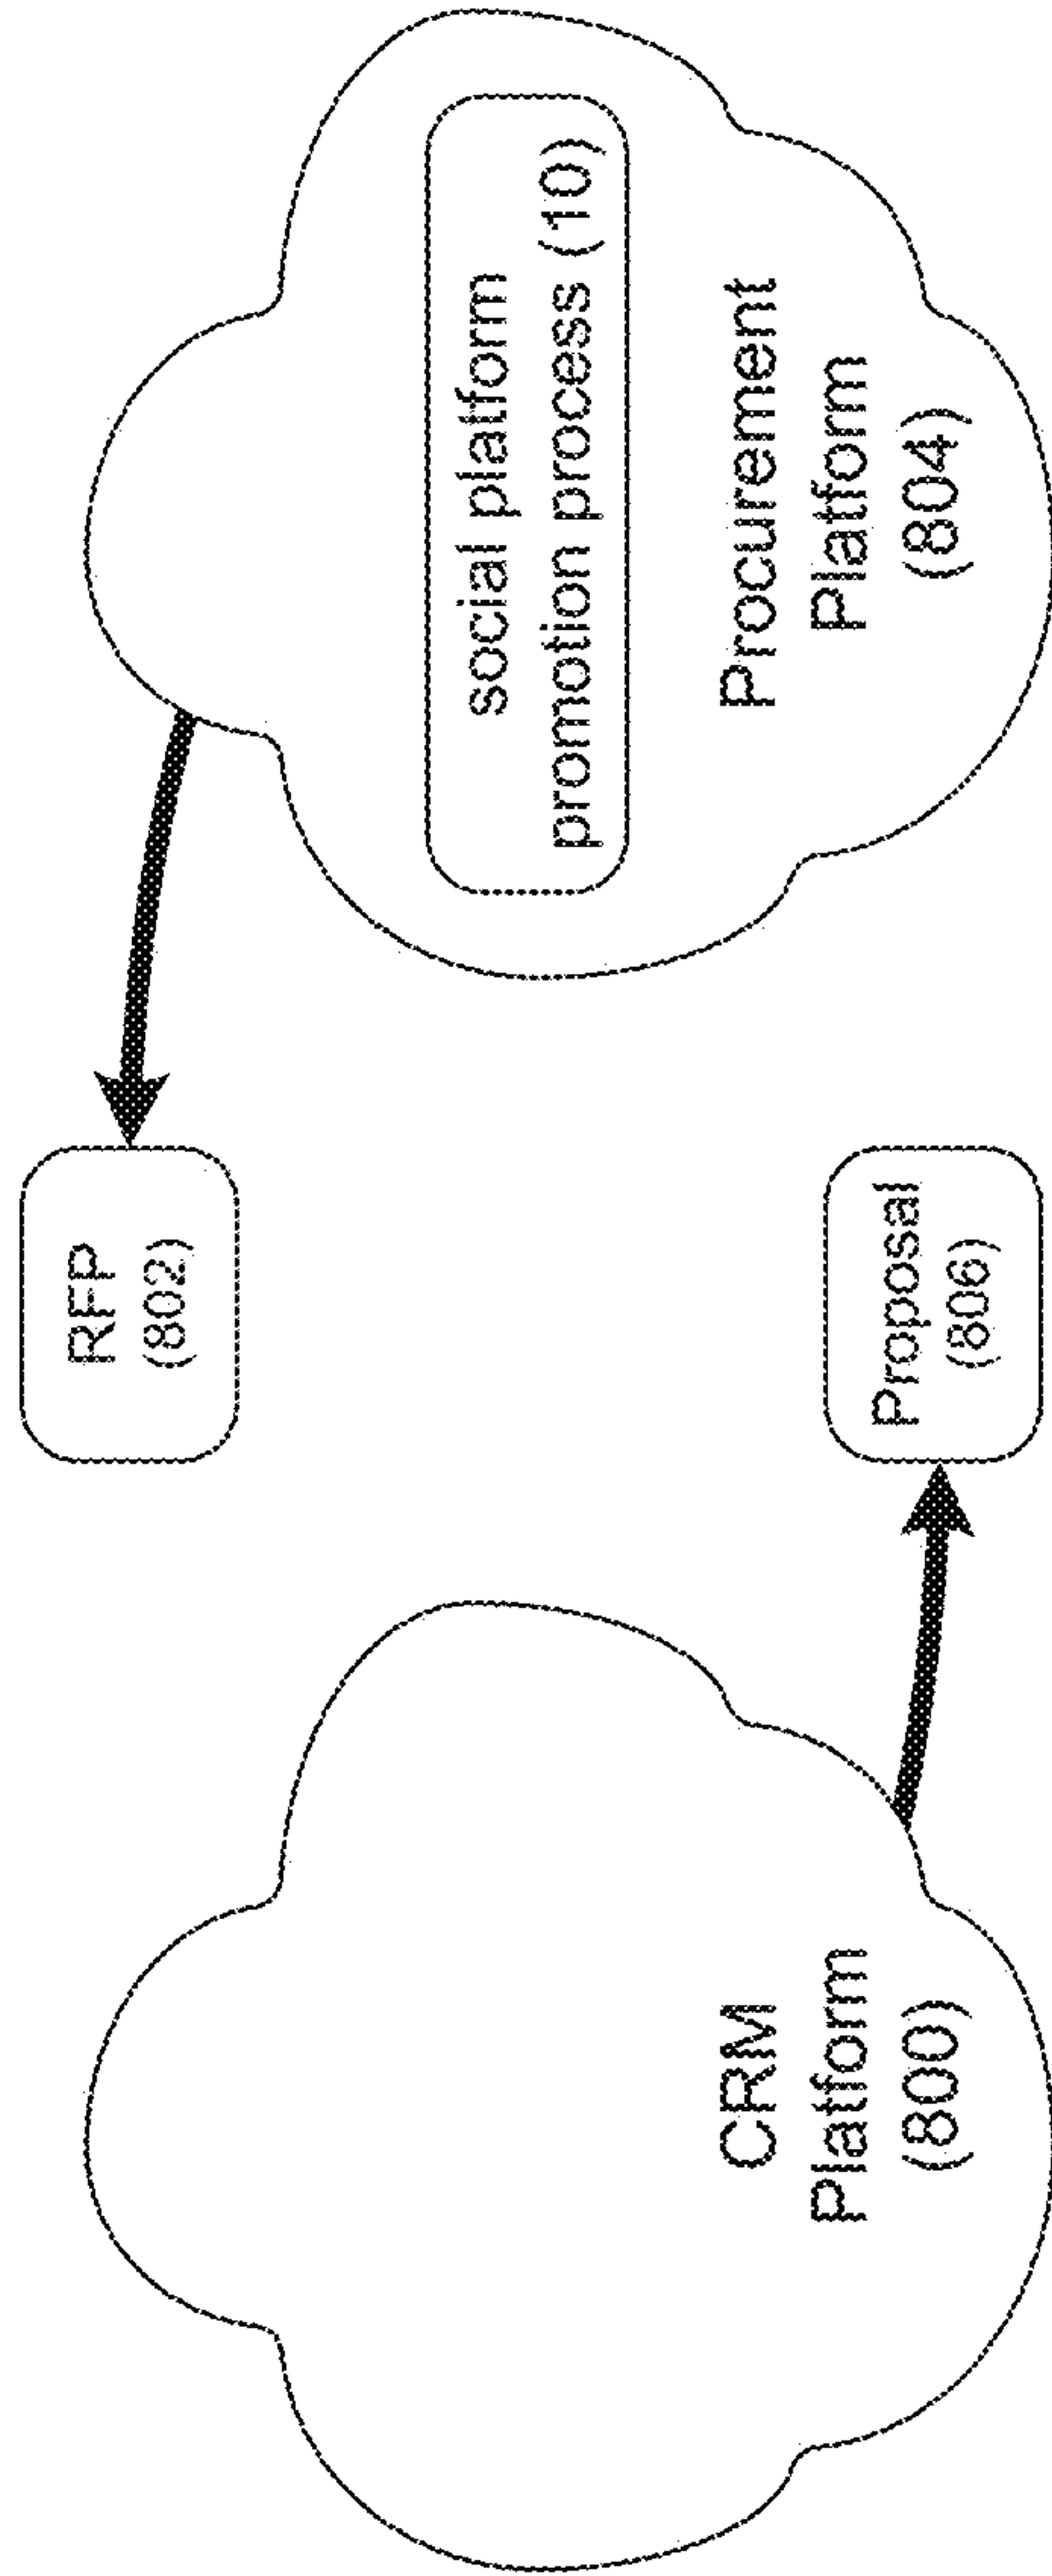 RFP
(802)
social platform
promotion process (10)
Procurement
Platform
(804)
CRM
Platform
(800)
Proposal
(806)